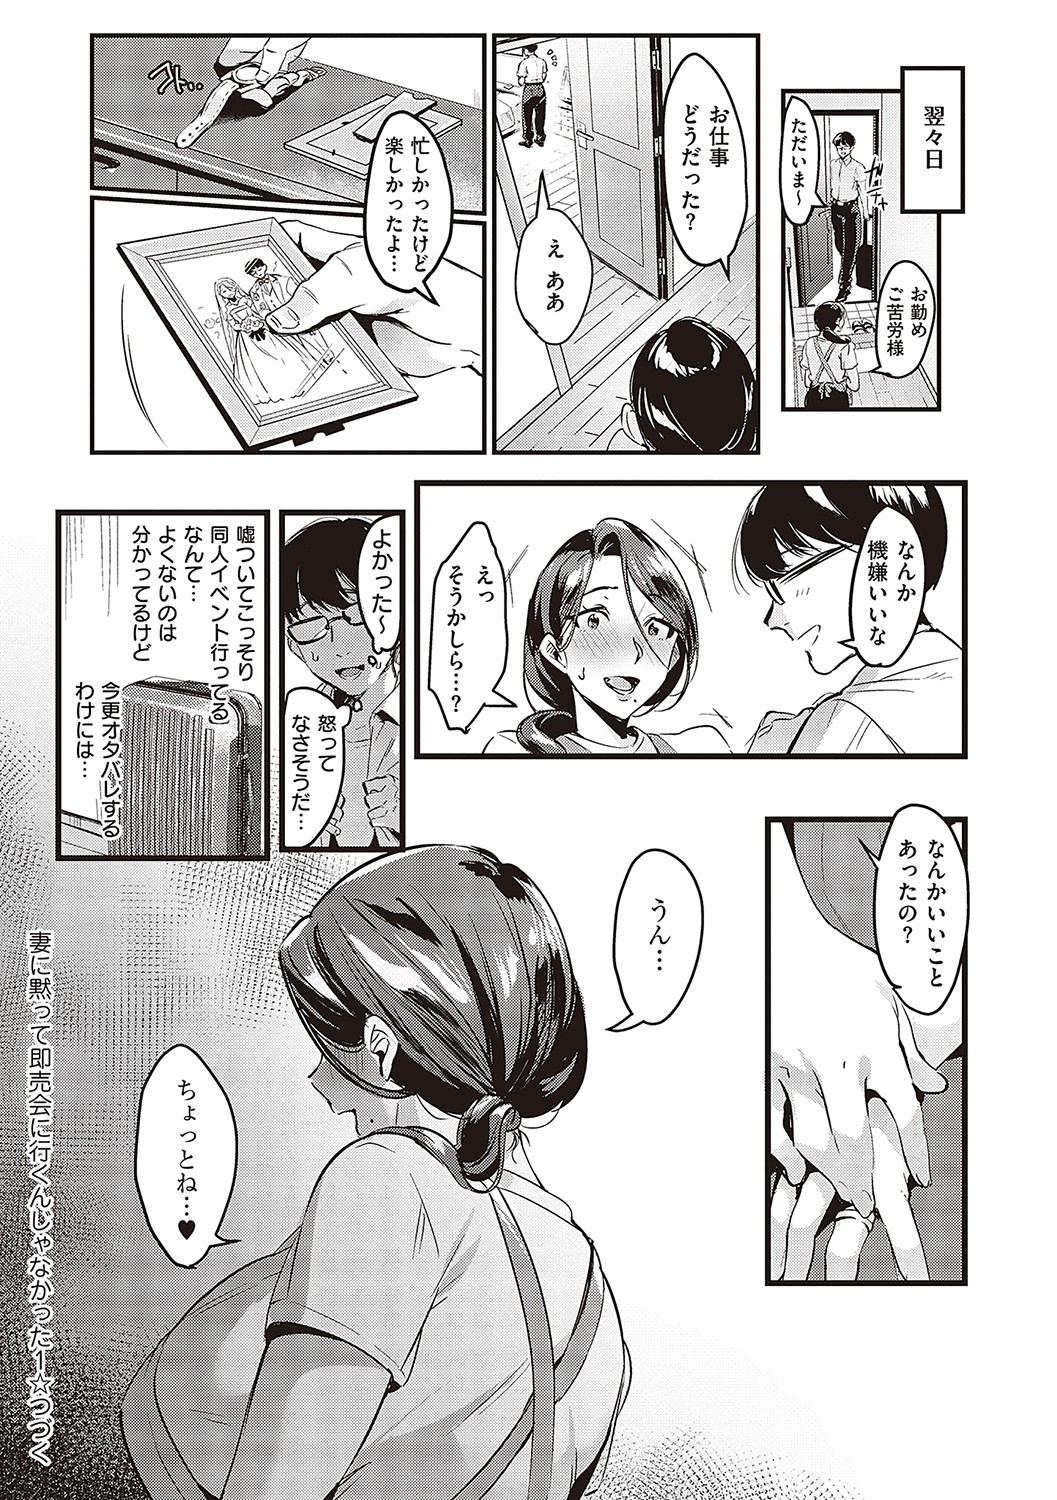 翌々日
ただいま〜
お勤め
ご苦労様
お仕事
どうだった?
え ああ
忙しかったけど
楽しかったよ…
なんか
機嫌いいな
えっ
そうかしら…?
よかった〜
怒って
なさそうだ…
嘘ついてこっそり
同人イベント行ってる
なんて…
よくないのは
分かってるけど
今更オタバレする
わけには…
なんかいいこと
あったの?
うん…
ちょっとね…♥
妻に黙って即売会に行くんじゃなかった1☆つづく